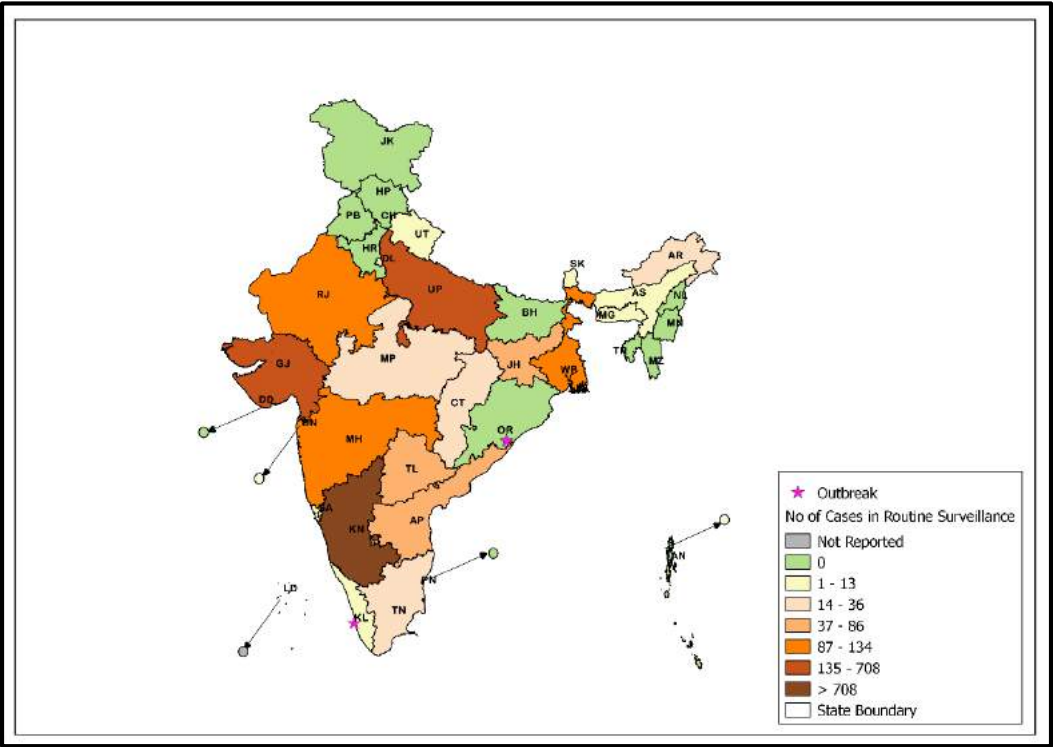 JK
HP
PB
CH
UT
HR
DL
SK
AR
RJ
UP
AS
NL
BH
MG
MN
TR
MZ
GJ
MP
JH
WB
DD
CT
DN
MH
OR
TL
KN
AP
AN
LD
PN
KL
TN
Outbreak
No of Cases in Routine Surveillance
Not Reported
0
1 - 13
14 - 36
37 - 86
87 - 134
135 - 708
> 708
State Boundary